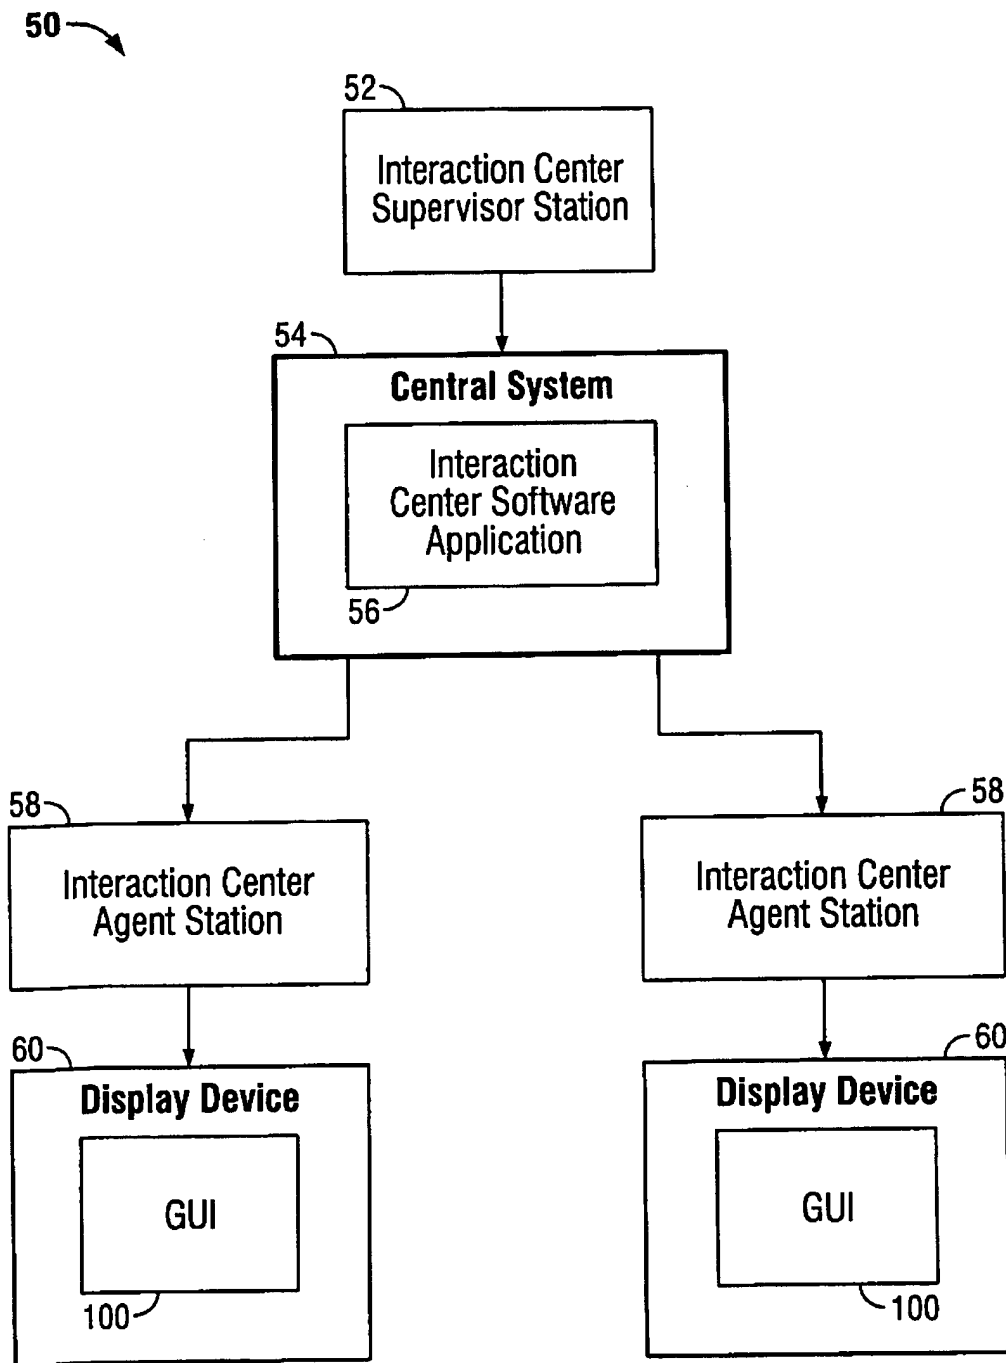 50
52
Interaction Center
Supervisor Station
54
Central System
Interaction
Center Software
Application
56
58
Interaction Center
Agent Station
58
Interaction Center
Agent Station
60
Display Device
GUI
100
60
Display Device
GUI
100